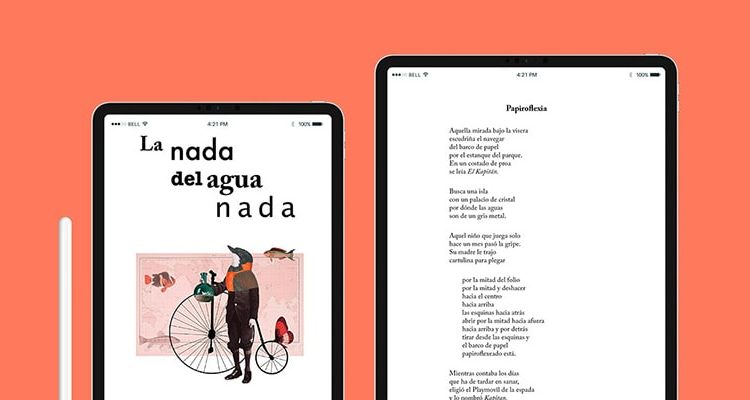 BELL
4:21 PM
100%
La nada
del agua
nada
BELL
4:21 PM
100%
Papiroflexia
Aquella mirada bajo la visera
escudriña el navegar
del barco de papel
por el estanque del parque.
En un costado de proa
se leía El Kapitán.
Busca una isla
con un palacio de cristal
por dónde las aguas
son de un gris metal.
Aquel niño que juega solo
hace un mes pasó la gripe.
Su madre le trajo
cartulina para plegar
por la mitad del folio
por la mitad y deshacer
hacia el centro
hacia arriba
las esquinas hacia atrás
abrir por la mitad hacia afuera
hacia arriba y por detrás
tirar desde las esquinas y
el barco de papel
papiroflexado está.
Mientras contaba los días
que ha de tardar en sanar,
eligió el Playmovil de la espada
y lo nombró Kapitan.